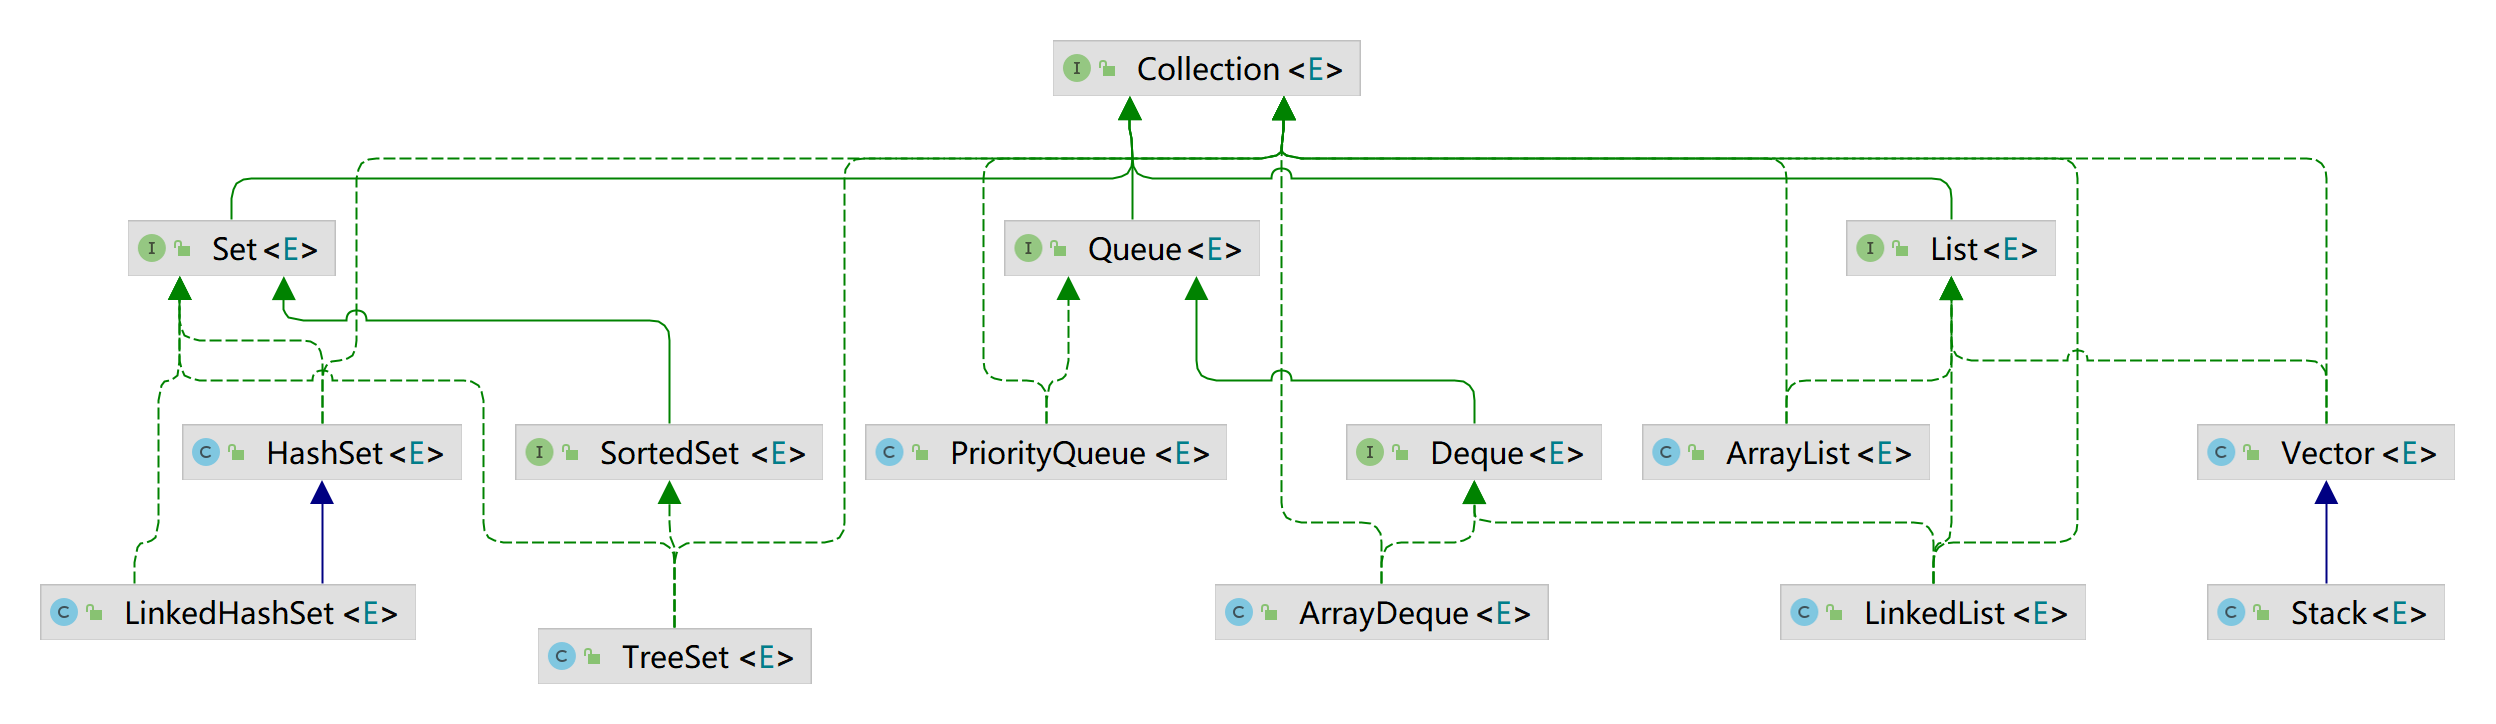 I Collection <E>
I Set <E>
I Queue <E>
I List <E>
C HashSet <E>
I SortedSet <E>
C PriorityQueue <E>
I Deque <E>
C ArrayList <E>
C Vector <E>
C LinkedHashSet <E>
C ArrayDeque <E>
C LinkedList <E>
C Stack <E>
C TreeSet <E>